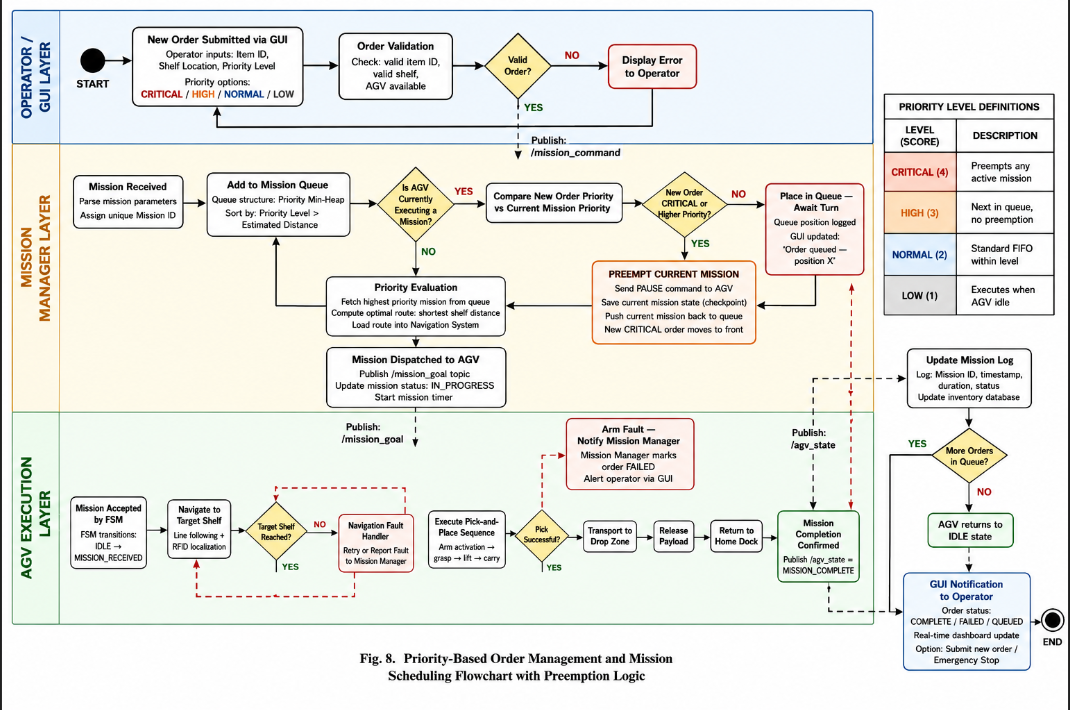 OPERATOR /
GUI LAYER
START
New Order Submitted via GUI
Operator inputs: Item ID,
Shelf Location, Priority Level
Priority options:
CRITICAL / HIGH / NORMAL / LOW
Order Validation
Check: valid item ID,
valid shelf,
AGV available
Valid
Order?
NO
YES
Display Error
to Operator
Publish:
/mission_command
MISSION
MANAGER LAYER
Mission Received
Parse mission parameters
Assign unique Mission ID
Add to Mission Queue
Queue structure: Priority Min-Heap
Sort by: Priority Level >
Estimated Distance
Is AGV
Currently
Executing a
Mission?
YES
NO
Compare New Order Priority
vs Current Mission Priority
New Order
CRITICAL or
Higher Priority?
NO
YES
Place in Queue —
Await Turn
Queue position logged
GUI updated:
"Order queued —
position X"
Priority Evaluation
Fetch highest priority mission from queue
Compute optimal route: shortest shelf distance
Load route into Navigation System
PREEMPT CURRENT MISSION
Send PAUSE command to AGV
Save current mission state (checkpoint)
Push current mission back to queue
New CRITICAL order moves to front
Mission Dispatched to AGV
Publish /mission_goal topic
Update mission status: IN_PROGRESS
Start mission timer
Publish:
/mission_goal
AGV EXECUTION
LAYER
Mission Accepted
by FSM
FSM transitions:
IDLE →
MISSION_RECEIVED
Navigate to
Target Shelf
Line following +
RFID localization
Target Shelf
Reached?
NO
YES
Navigation Fault
Handler
Retry or Report Fault
to Mission Manager
Execute Pick-and-
Place Sequence
Arm activation →
grasp → lift → carry
Pick
Successful?
YES
Arm Fault —
Notify Mission Manager
Mission Manager marks
order FAILED
Alert operator via GUI
Transport to
Drop Zone
Release
Payload
Return to
Home Dock
Publish:
/agv_state
Mission
Completion
Confirmed
Publish /agv_state =
MISSION_COMPLETE
PRIORITY LEVEL DEFINITIONS
LEVEL
(SCORE)
DESCRIPTION
CRITICAL (4)
Preempts any
active mission
HIGH (3)
Next in queue,
no preemption
NORMAL (2)
Standard FIFO
within level
LOW (1)
Executes when
AGV idle
Update Mission Log
Log: Mission ID, timestamp,
duration, status
Update inventory database
YES
More Orders
in Queue?
NO
AGV returns to
IDLE state
GUI Notification
to Operator
Order status:
COMPLETE / FAILED / QUEUED
Real-time dashboard update
Option: Submit new order /
Emergency Stop
END
Fig. 8. Priority-Based Order Management and Mission
Scheduling Flowchart with Preemption Logic